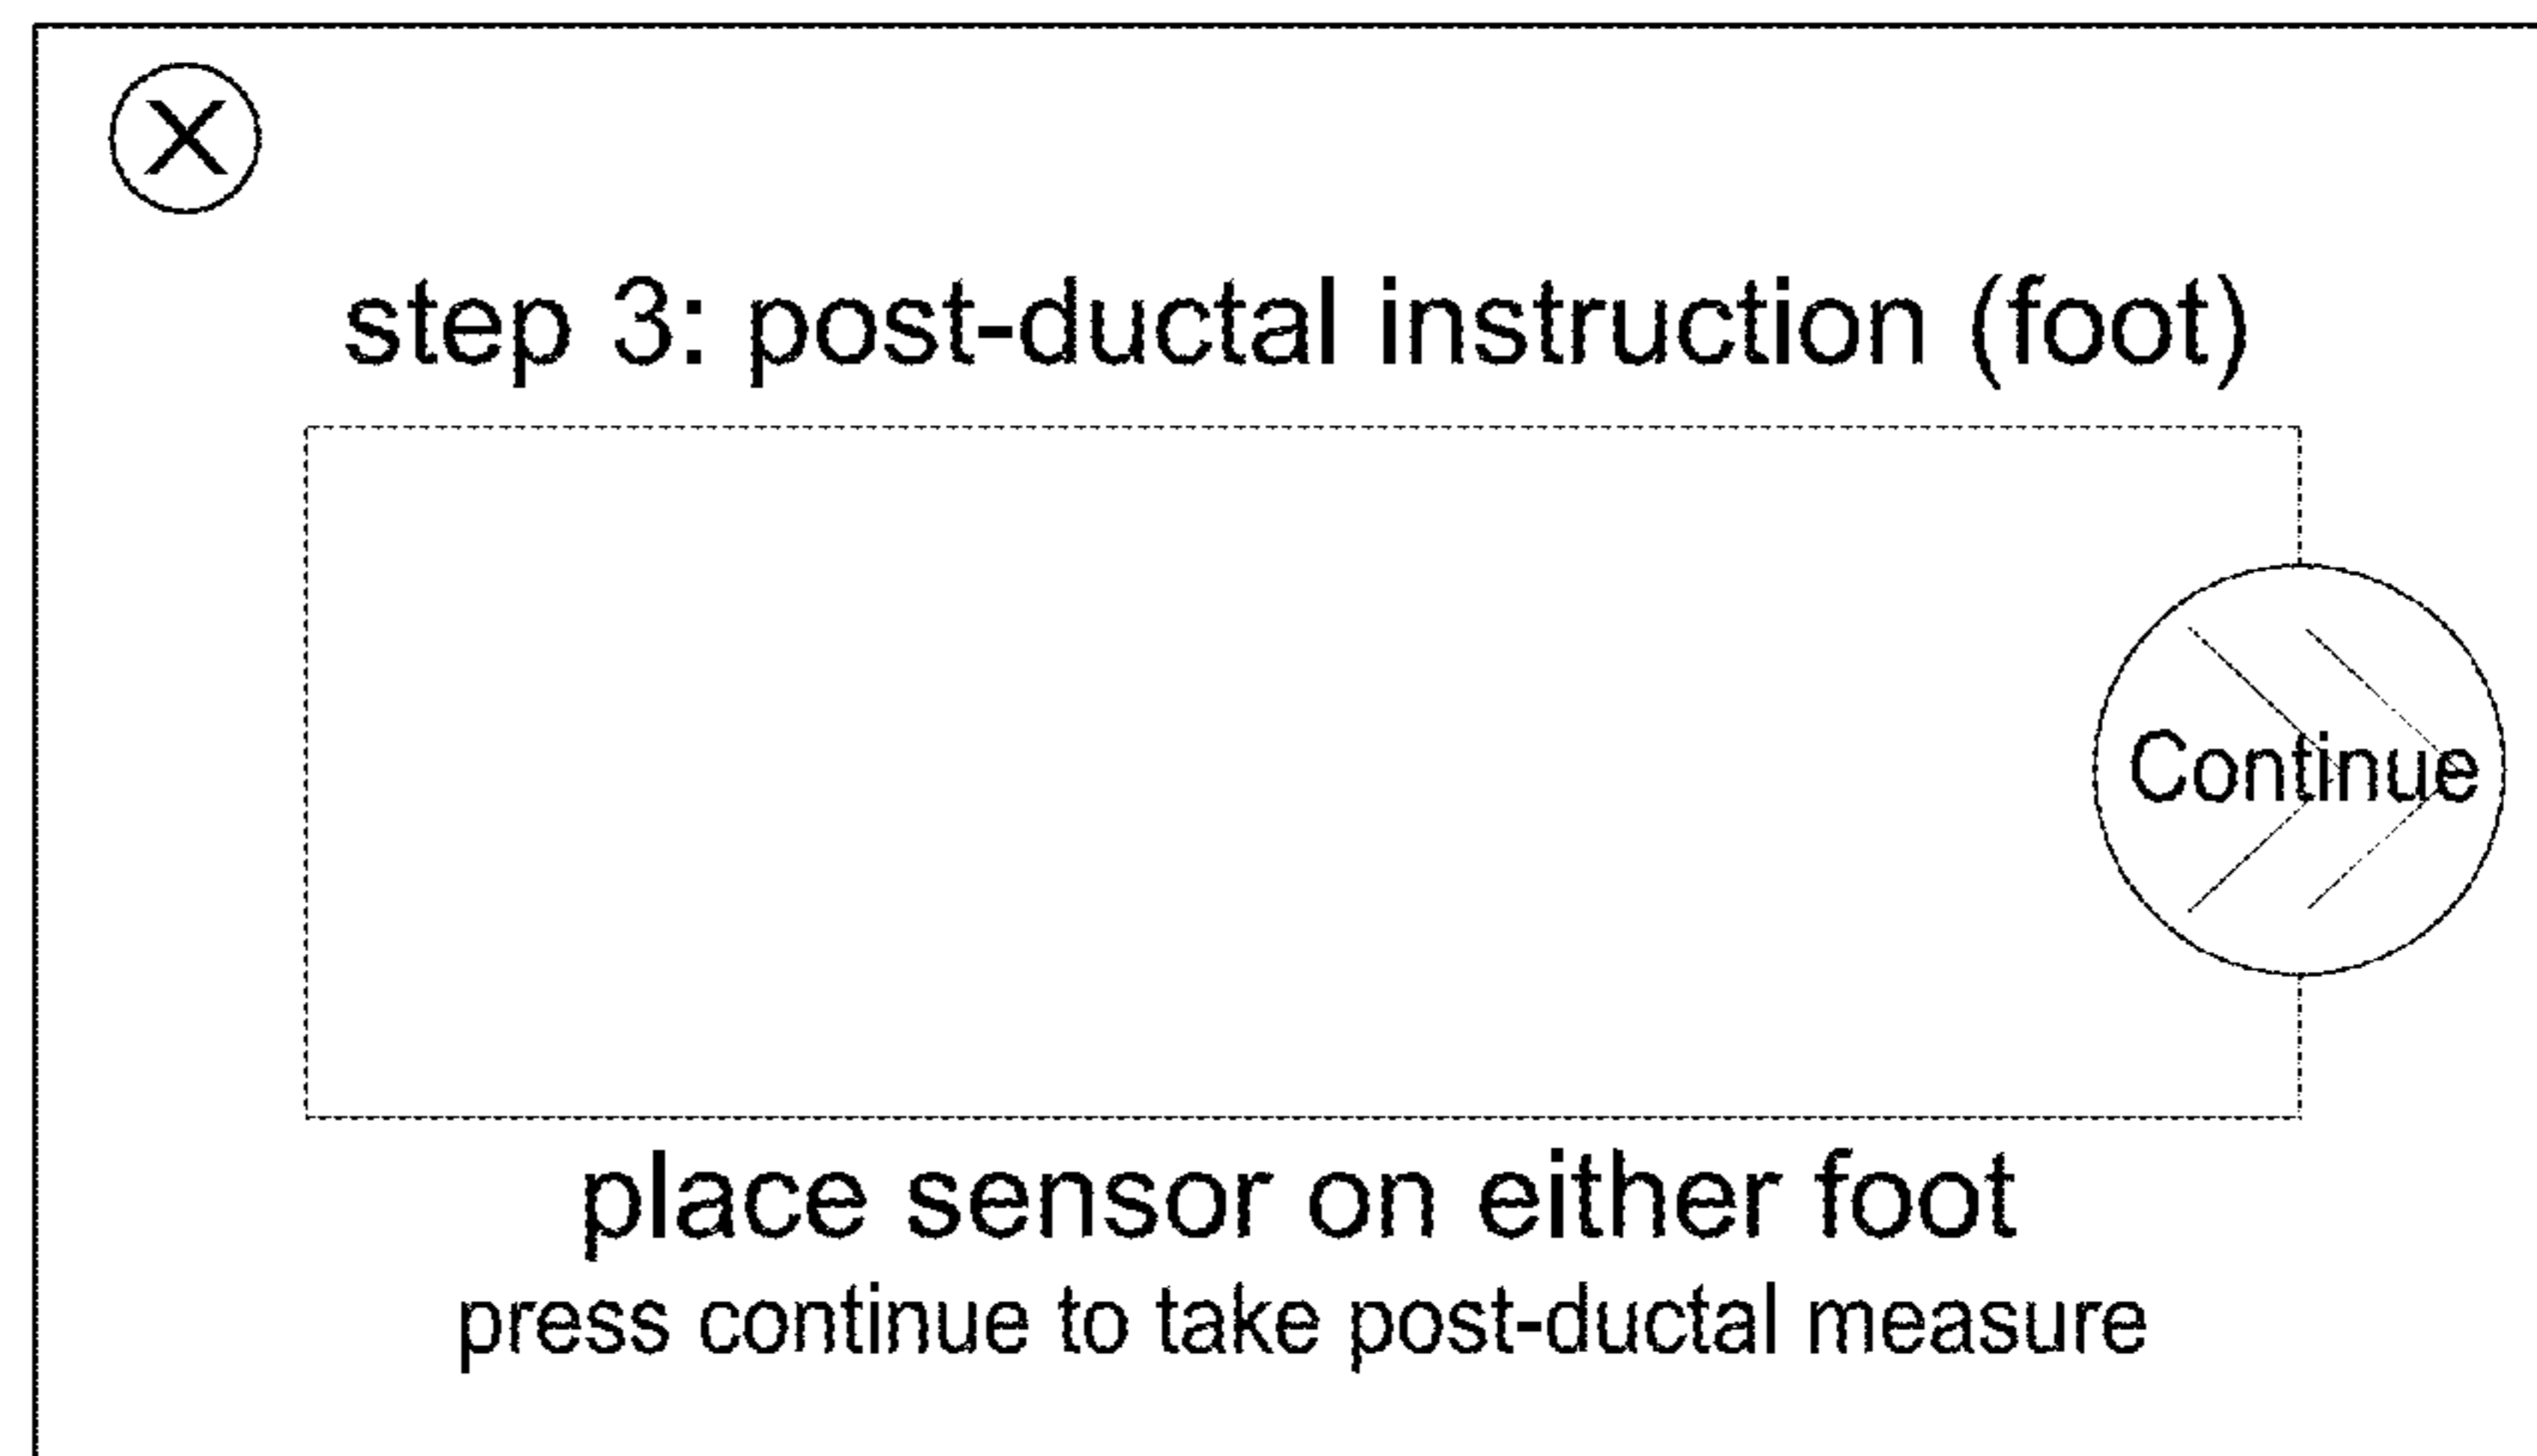 X
step 3: post-ductal instruction (foot)
Continue
place sensor on either foot
press continue to take post-ductal measure